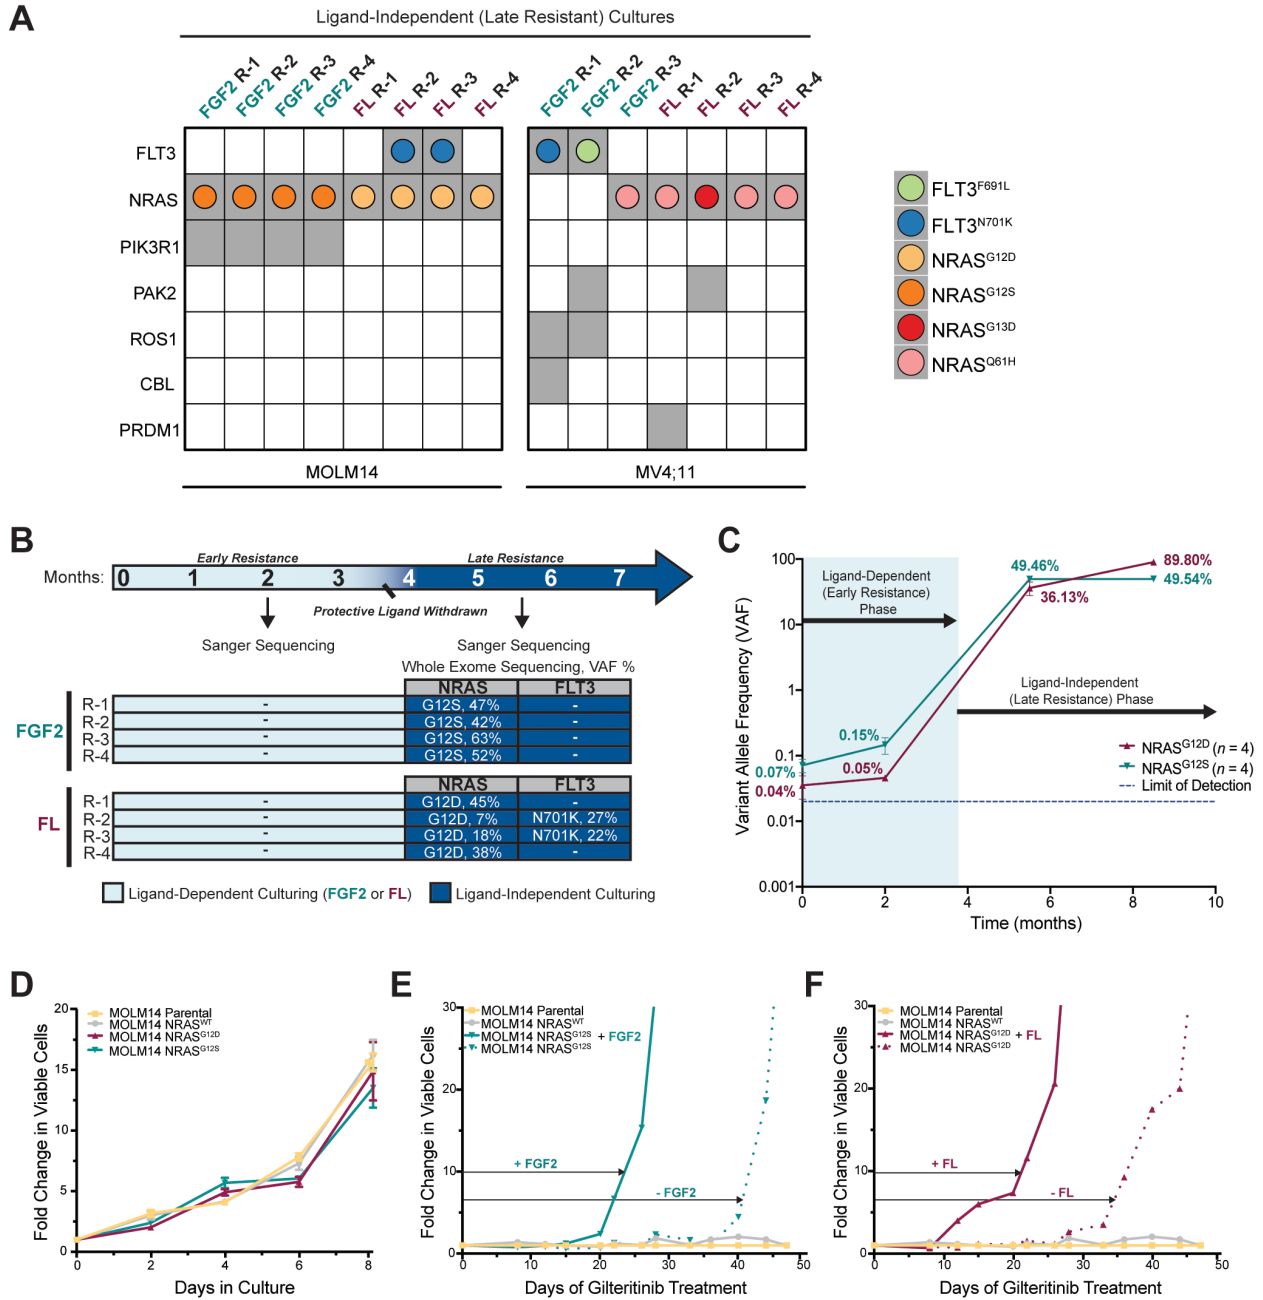 A
Ligand-Independent (Late Resistant) Cultures
FGF2 R-1
FGF2 R-2
FGF2 R-3
FGF2 R-4
FL R-1
FL R-2
FL R-3
FL R-4
FGF2 R-1
FGF2 R-2
FGF2 R-3
FL R-1
FL R-2
FL R-3
FL R-4
FLT3
NRAS
PIK3R1
PAK2
ROS1
CBL
PRDM1
MOLM14
MV4;11
FLT3F691L
FLT3N701K
NRASG12D
NRASG12S
NRASG13D
NRASQ61H
B
Early Resistance
Late Resistance
Months: 0 1 2 3 4 5 6 7
Protective Ligand Withdrawn
Sanger Sequencing
Sanger Sequencing
Whole Exome Sequencing, VAF %
NRAS FLT3
FGF2
R-1 - G12S, 47% -
R-2 G12S, 42% -
R-3 G12S, 63% -
R-4 G12S, 52% -
NRAS FLT3
FL
R-1 - G12D, 45% -
R-2 G12D, 7% N701K, 27%
R-3 G12D, 18% N701K, 22%
R-4 G12D, 38% -
Ligand-Dependent Culturing (FGF2 or FL)
Ligand-Independent Culturing
C
Variant Allele Frequency (VAF)
100
10
1
0.1
0.01
0.001
Ligand-Dependent
(Early Resistance)
Phase
49.46%
89.80%
49.54%
36.13%
Ligand-Independent
(Late Resistance) Phase
0.15%
0.07%
0.05%
0.04%
NRASG12D (n = 4)
NRASG12S (n = 4)
Limit of Detection
0 2 4 6 8 10
Time (months)
D
Fold Change in Viable Cells
20
15
10
5
0
MOLM14 Parental
MOLM14 NRASWT
MOLM14 NRASG12D
MOLM14 NRASG12S
0 2 4 6 8
Days in Culture
E
Fold Change in Viable Cells
30
20
10
0
MOLM14 Parental
MOLM14 NRASWT
MOLM14 NRASG12S + FGF2
MOLM14 NRASG12S
+ FGF2
- FGF2
0 10 20 30 40 50
Days of Gilteritinib Treatment
F
Fold Change in Viable Cells
30
20
10
0
MOLM14 Parental
MOLM14 NRASWT
MOLM14 NRASG12D + FL
MOLM14 NRASG12D
+ FL
- FL
0 10 20 30 40 50
Days of Gilteritinib Treatment